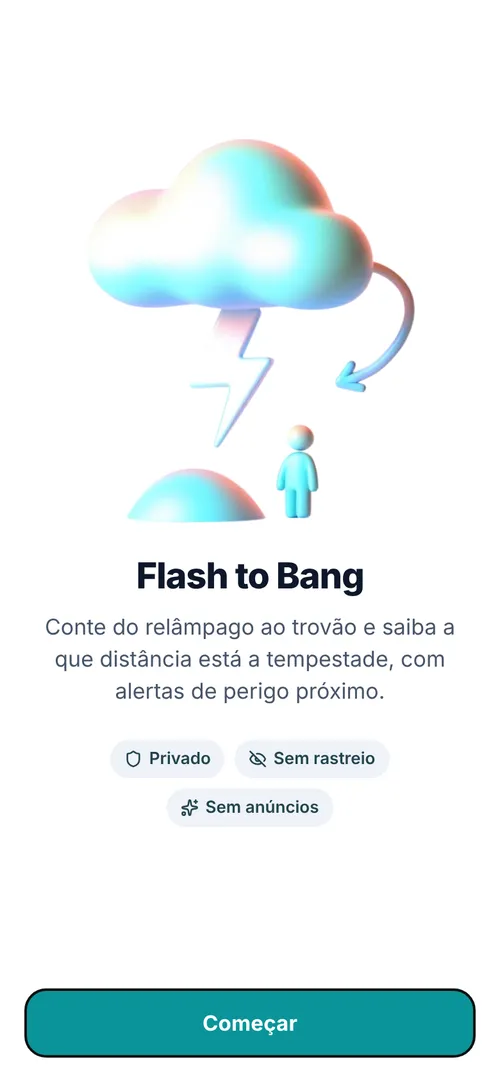 Flash to Bang
Conte do relâmpago ao trovão e saiba a
que distância está a tempestade, com
alertas de perigo próximo.
Privado
Sem rastreio
Sem anúncios
Começar